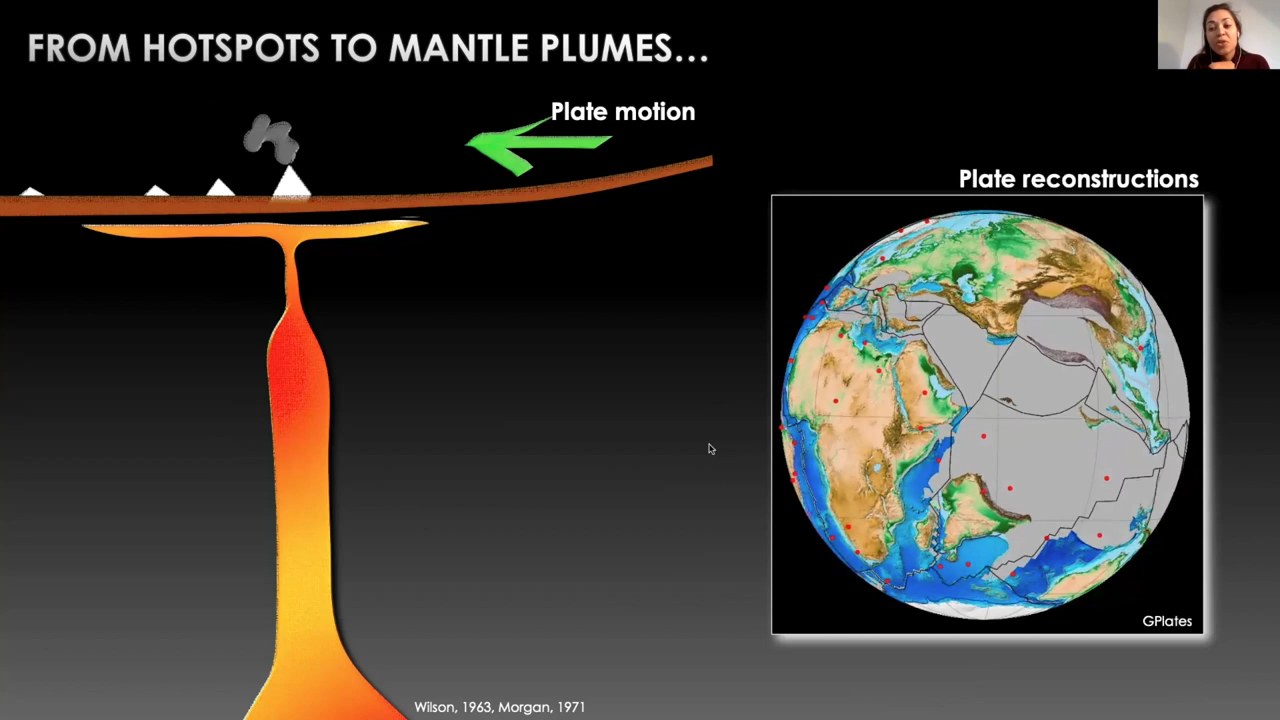 FROM HOTSPOTS TO MANTLE PLUMES...
Plate motion
Plate reconstructions
GPlates
Wilson, 1963, Morgan, 1971